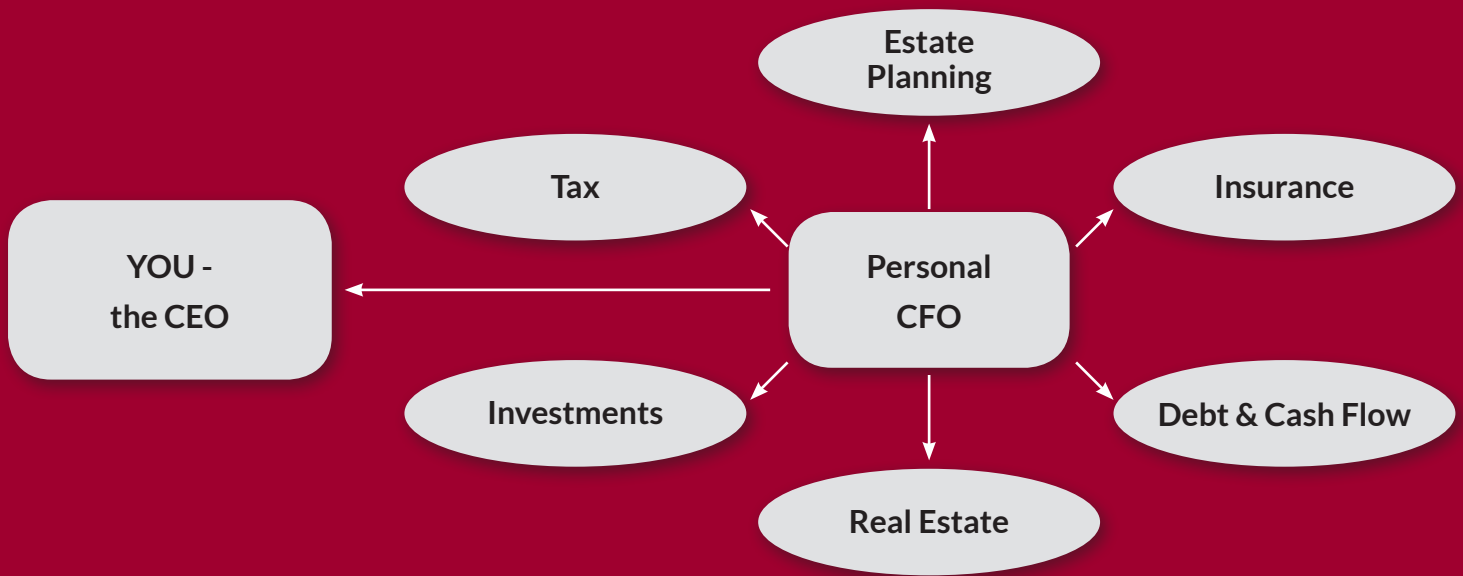 Estate
Planning
Tax
Insurance
YOU -
the CEO
Personal
CFO
Investments
Debt & Cash Flow
Real Estate